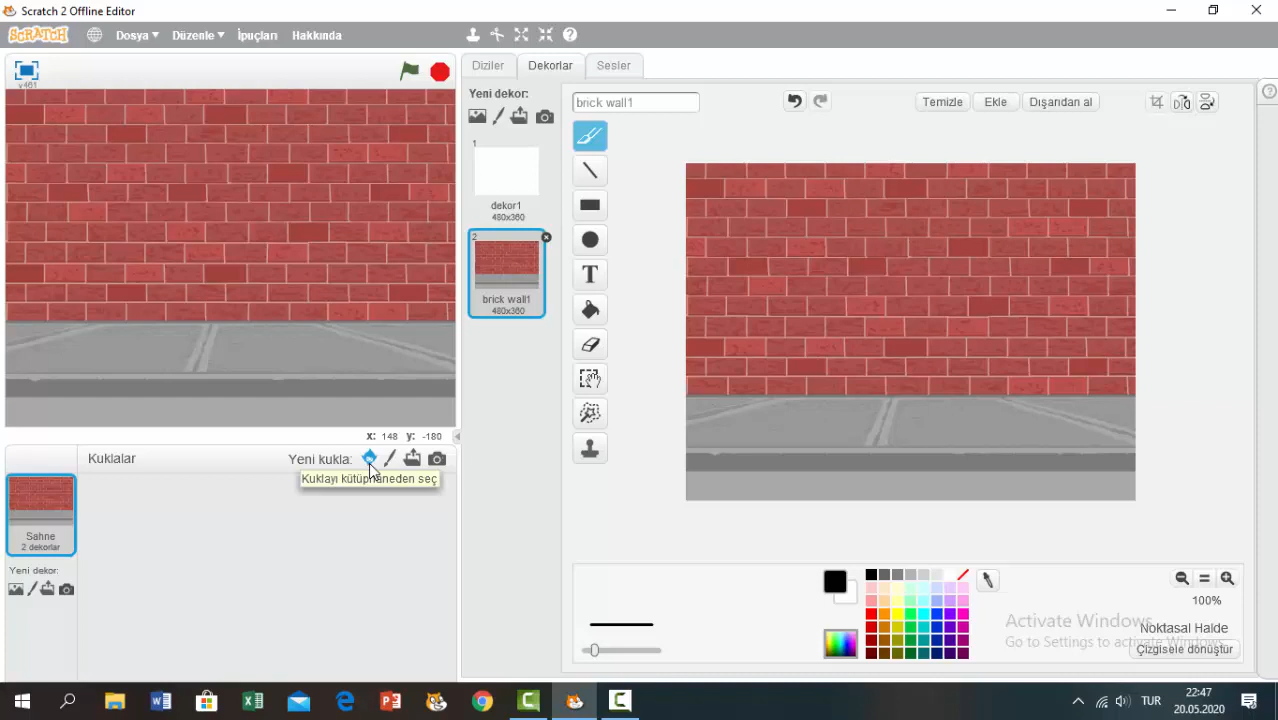 Scratch 2 Offline Editor
SCRATCH Dosya Düzenle İpuçları Hakkında
v461
Diziler Dekorlar Sesler
Yeni dekor:
brick wall1
Temizle Ekle Dışarıdan al
1
dekor1
480x360
2
brick wall1
480x360
T
x: 148 y: -180
Kuklalar Yeni kukla:
Sahne
2 dekorlar
Yeni dekor:
100%
Noktasal Halde
Çizgisele dönüştür
Activate Windows
Go to Settings to activate Windows.
TUR
22:47
20.05.2020